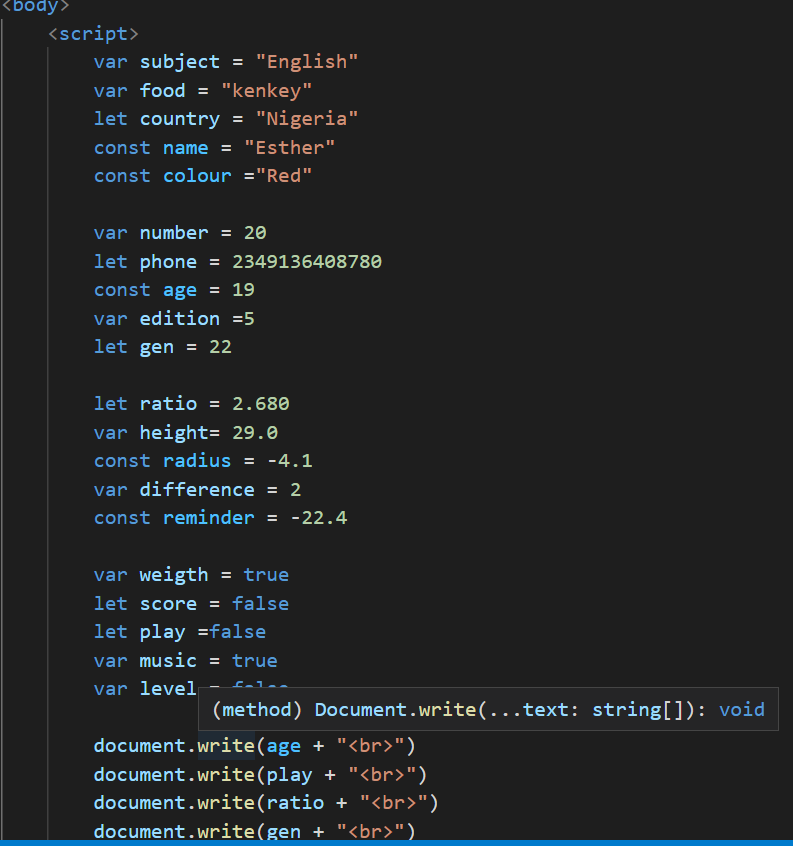 <body>
<script>
var subject = "English"
var food = "kenkey"
let country = "Nigeria"
const name = "Esther"
const colour ="Red"
var number = 20
let phone = 2349136408780
const age = 19
var edition =5
let gen = 22
let ratio = 2.680
var height= 29.0
const radius = -4.1
var difference = 2
const reminder = -22.4
var weigth = true
let score = false
let play =false
var music = true
var level = false
(method) Document.write(...text: string[]): void
document.write(age + "<br>")
document.write(play + "<br>")
document.write(ratio + "<br>")
document.write(gen + "<br>")